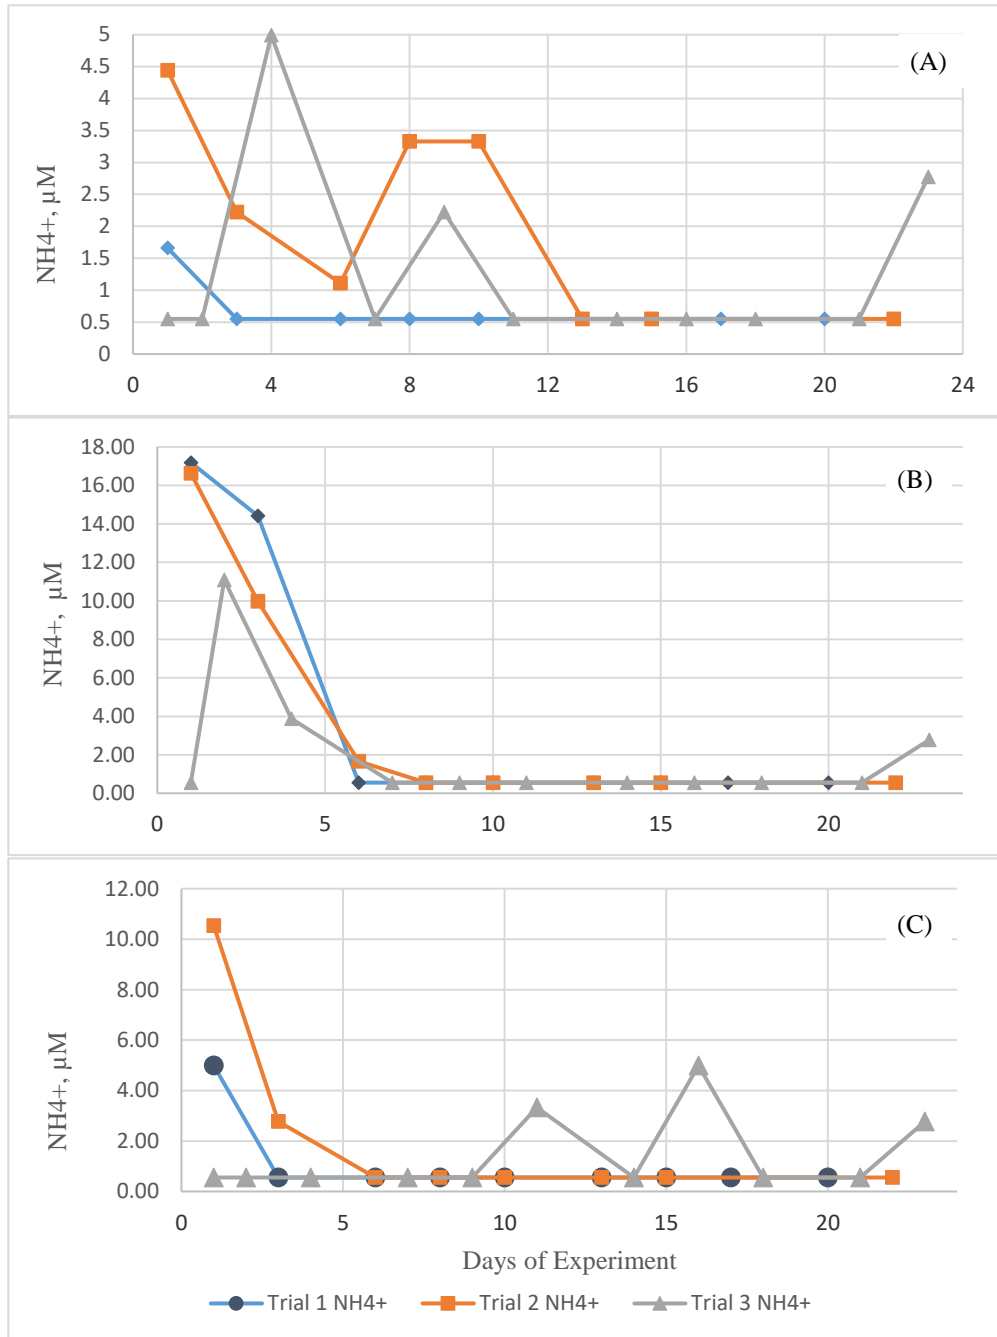 5
4.5
4
3.5
3
2.5
2
1.5
1
0.5
0
(A)
NH4+, µM
0 4 8 12 16 20 24
18.00
16.00
14.00
12.00
10.00
8.00
6.00
4.00
2.00
0.00
(B)
NH4+, µM
0 5 10 15 20
12.00
10.00
8.00
6.00
4.00
2.00
0.00
(C)
NH4+, µM
0 5 10 15 20
Days of Experiment
Trial 1 NH4+ Trial 2 NH4+ Trial 3 NH4+